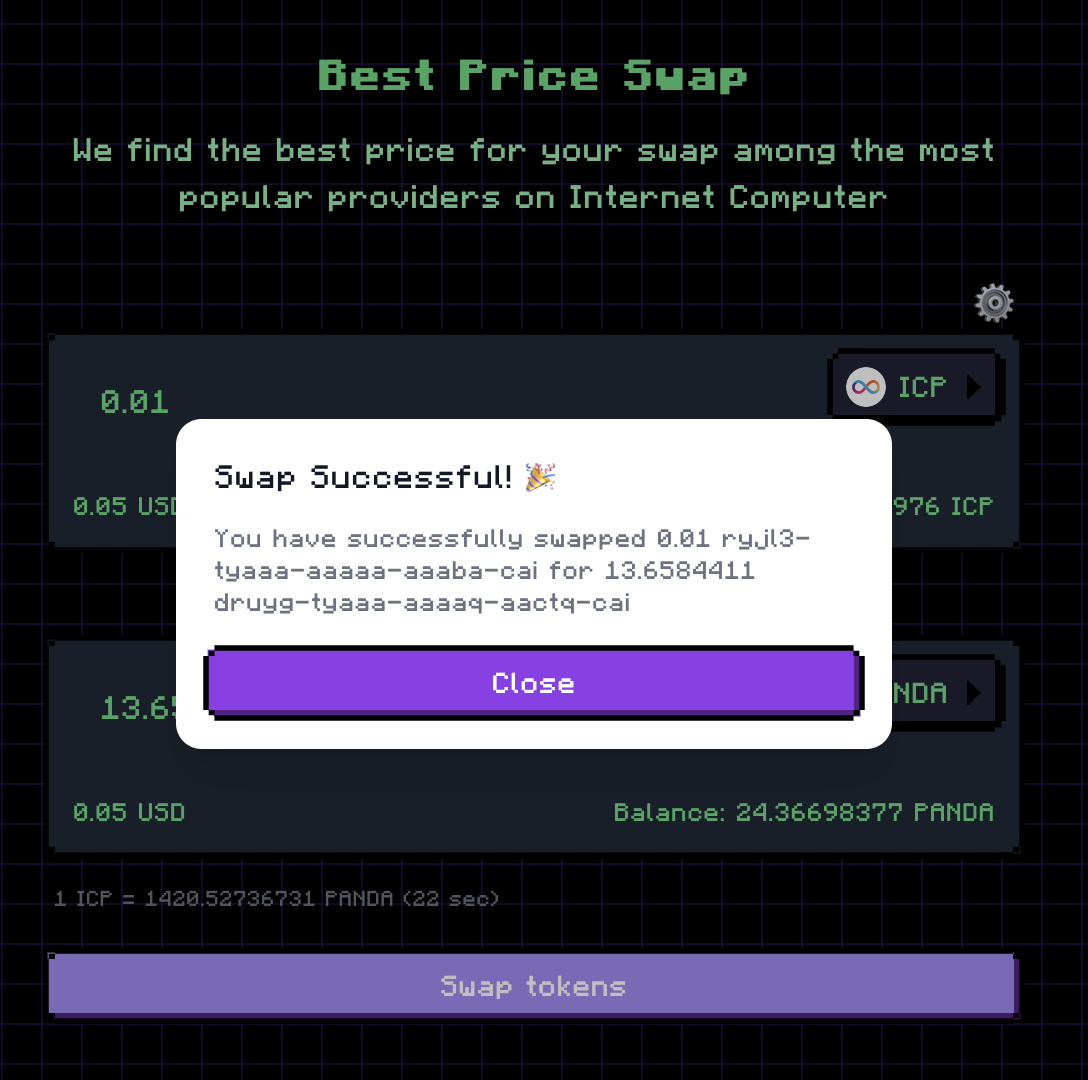 Best Price Swap
We find the best price for your swap among the most
popular providers on Internet Computer
0.01
ICP
0.05 USD
976 ICP
Swap Successful! 🎉
You have successfully swapped 0.01 ryjl3-
tyaaa-aaaaa-aaaba-cai for 13.6584411
druyg-tyaaa-aaaaq-aactq-cai
Close
13.65
NDA
0.05 USD
Balance: 24.36698377 PANDA
1 ICP = 1420.52736731 PANDA (22 sec)
Swap tokens